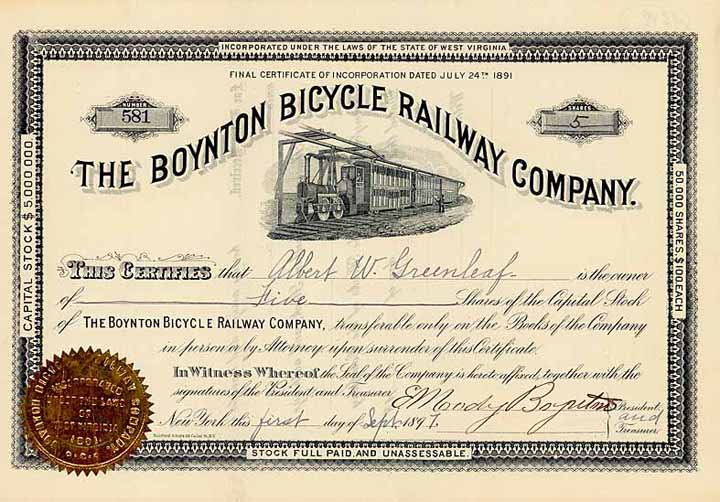 INCORPORATED UNDER THE LAWS OF THE STATE OF WEST VIRGINIA
FINAL CERTIFICATE OF INCORPORATION DATED JULY 24TH 1891
NUMBER
581
SHARES
5
THE BOYNTON BICYCLE RAILWAY COMPANY.
CAPITAL STOCK $5,000,000.
50,000 SHARES $100 EACH
THIS CERTIFIES that Albert W. Greenleaf is the owner
of Five Shares of the Capital Stock
of THE BOYNTON BICYCLE RAILWAY COMPANY, transferable only on the Books of the Company
in person or by Attorney upon surrender of this Certificate.
In Witness Whereof the Seal of the Company is hereto affixed, together with the
signatures of the President and Treasurer
E Moody Boynton President
and
Treasurer
New York this first day of Sept. 1897
1891
STOCK FULL PAID, AND UNASSESSABLE.